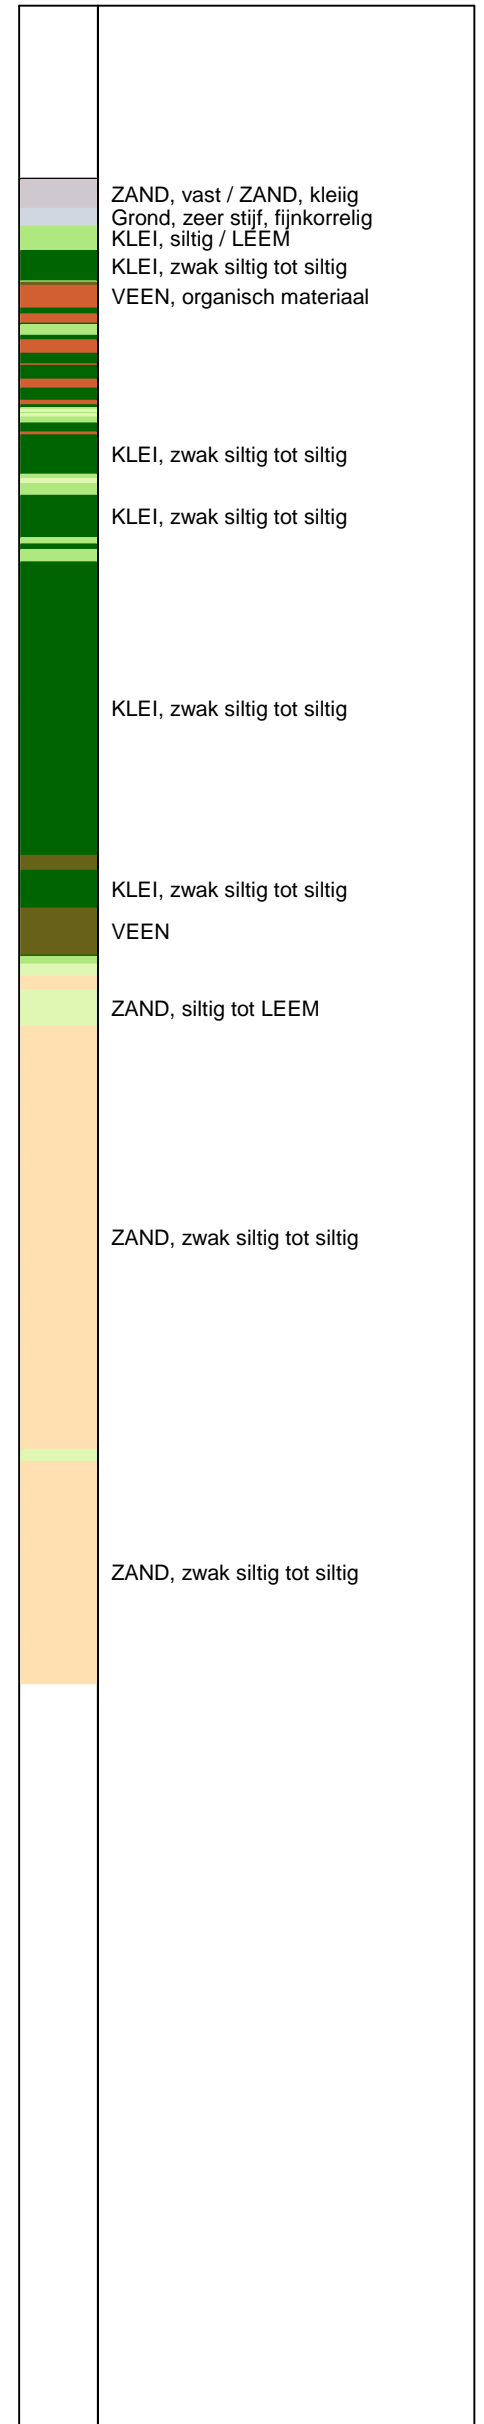 ZAND, vast / ZAND, kleiig
Grond, zeer stijf, fijnkorrelig
KLEI, siltig / LEEM
KLEI, zwak siltig tot siltig
VEEN, organisch materiaal
KLEI, zwak siltig tot siltig
KLEI, zwak siltig tot siltig
KLEI, zwak siltig tot siltig
KLEI, zwak siltig tot siltig
VEEN
ZAND, siltig tot LEEM
ZAND, zwak siltig tot siltig
ZAND, zwak siltig tot siltig